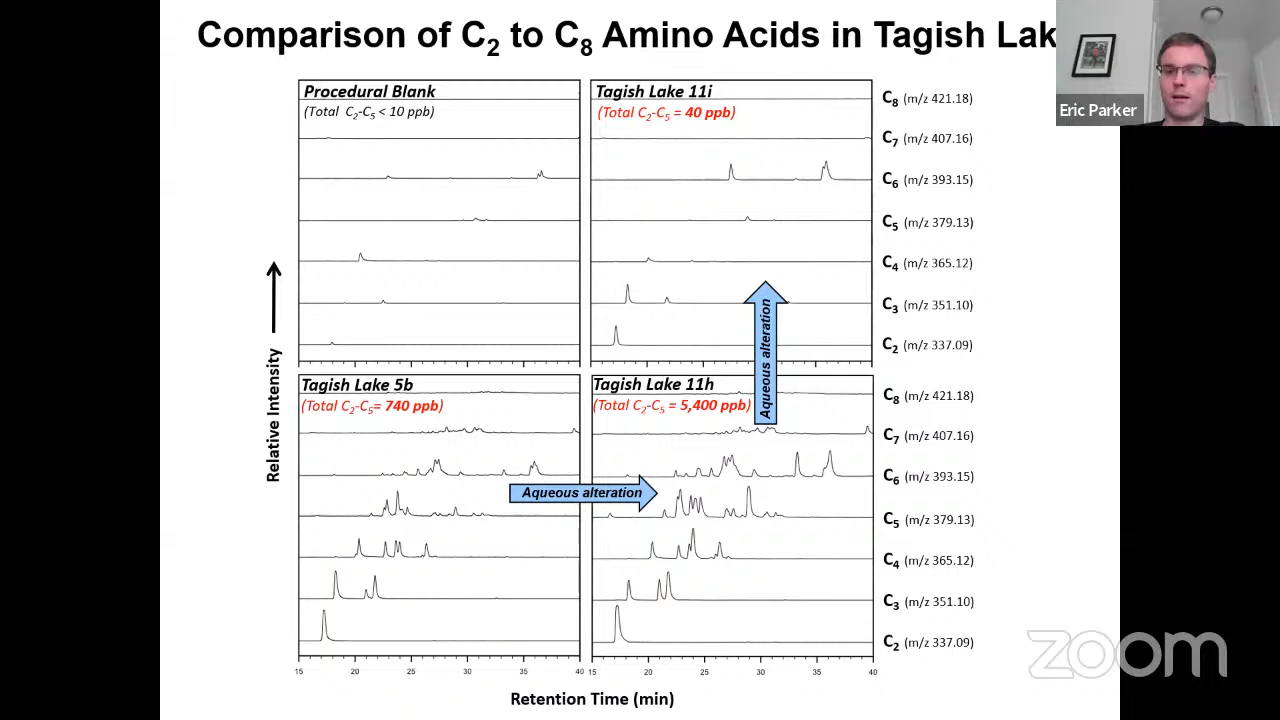 Comparison of C2 to C8 Amino Acids in Tagish Lak
Eric Parker
Procedural Blank
(Total C2-C5 < 10 ppb)
Tagish Lake 11i
(Total C2-C5 = 40 ppb)
C8 (m/z 421.18)
C7 (m/z 407.16)
C6 (m/z 393.15)
C5 (m/z 379.13)
C4 (m/z 365.12)
C3 (m/z 351.10)
C2 (m/z 337.09)
Aqueous alteration
Relative Intensity
Tagish Lake 5b
(Total C2-C5= 740 ppb)
Tagish Lake 11h
(Total C2-C5 = 5,400 ppb)
Aqueous alteration
C8 (m/z 421.18)
C7 (m/z 407.16)
C6 (m/z 393.15)
C5 (m/z 379.13)
C4 (m/z 365.12)
C3 (m/z 351.10)
C2 (m/z 337.09)
15 20 25 30 35 40 15 20 25 30 35 40
Retention Time (min)
zoom